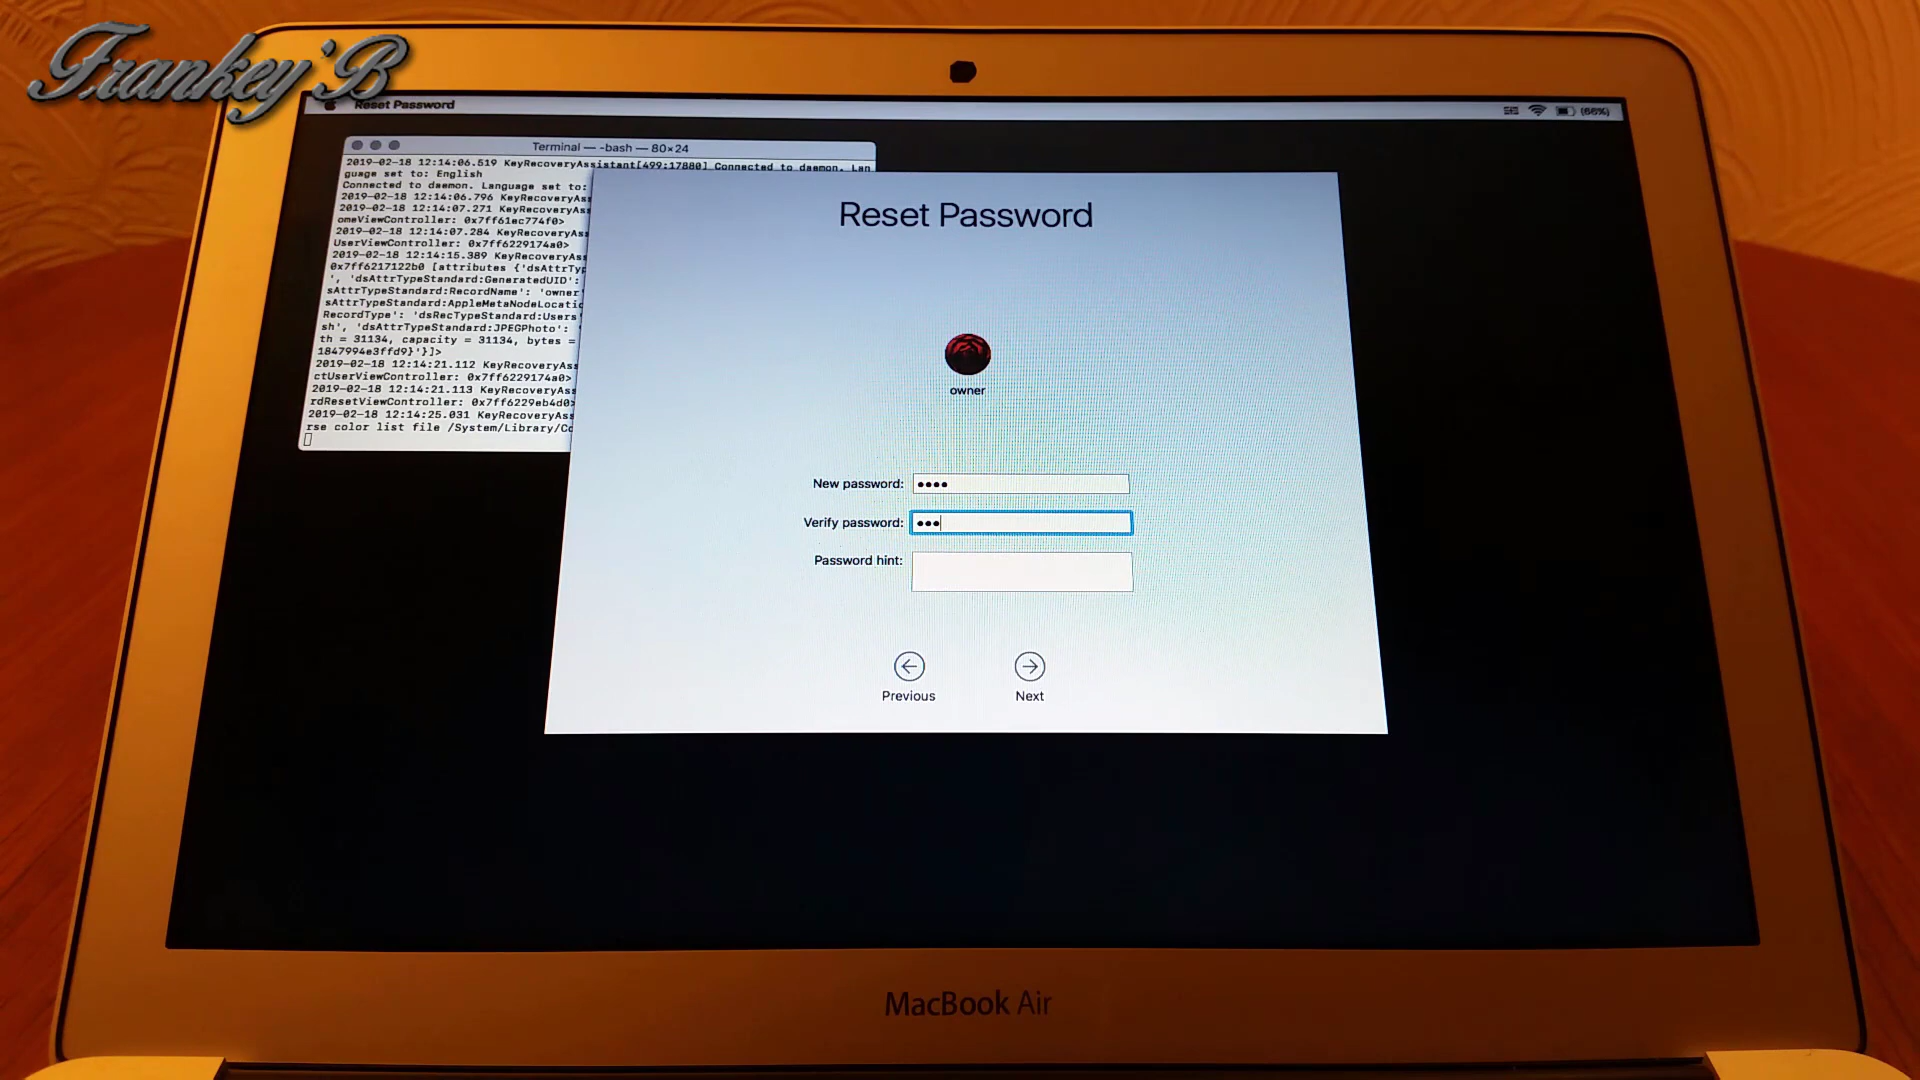 Frankey'B
Reset Password
(66%)
Terminal — -bash — 80×24
2019-02-18 12:14:06.519 KeyRecoveryAssistant[499:17880] Connected to daemon. Lan
guage set to: English
Connected to daemon. Language set to:
2019-02-18 12:14:06.796 KeyRecoveryAss
2019-02-18 12:14:07.271 KeyRecoveryAss
omeViewController: 0x7ff61ec774f0>
2019-02-18 12:14:07.284 KeyRecoveryAss
UserViewController: 0x7ff6229174a0>
2019-02-18 12:14:15.389 KeyRecoveryAss
0x7ff6217122b0 [attributes {'dsAttrTyp
', 'dsAttrTypeStandard:GeneratedUID':
sAttrTypeStandard:RecordName': 'owner'
sAttrTypeStandard:AppleMetaNodeLocatio
RecordType': 'dsRecTypeStandard:Users'
sh', 'dsAttrTypeStandard:JPEGPhoto': '
th = 31134, capacity = 31134, bytes =
1847994e3ffd9}'}]>
2019-02-18 12:14:21.112 KeyRecoveryAss
ctUserViewController: 0x7ff6229174a0>
2019-02-18 12:14:21.113 KeyRecoveryAss
rdResetViewController: 0x7ff6229eb4d0>
2019-02-18 12:14:25.031 KeyRecoveryAss
rse color list file /System/Library/Co
Reset Password
owner
New password: ••••
Verify password: •••
Password hint:
Previous
Next
MacBook Air